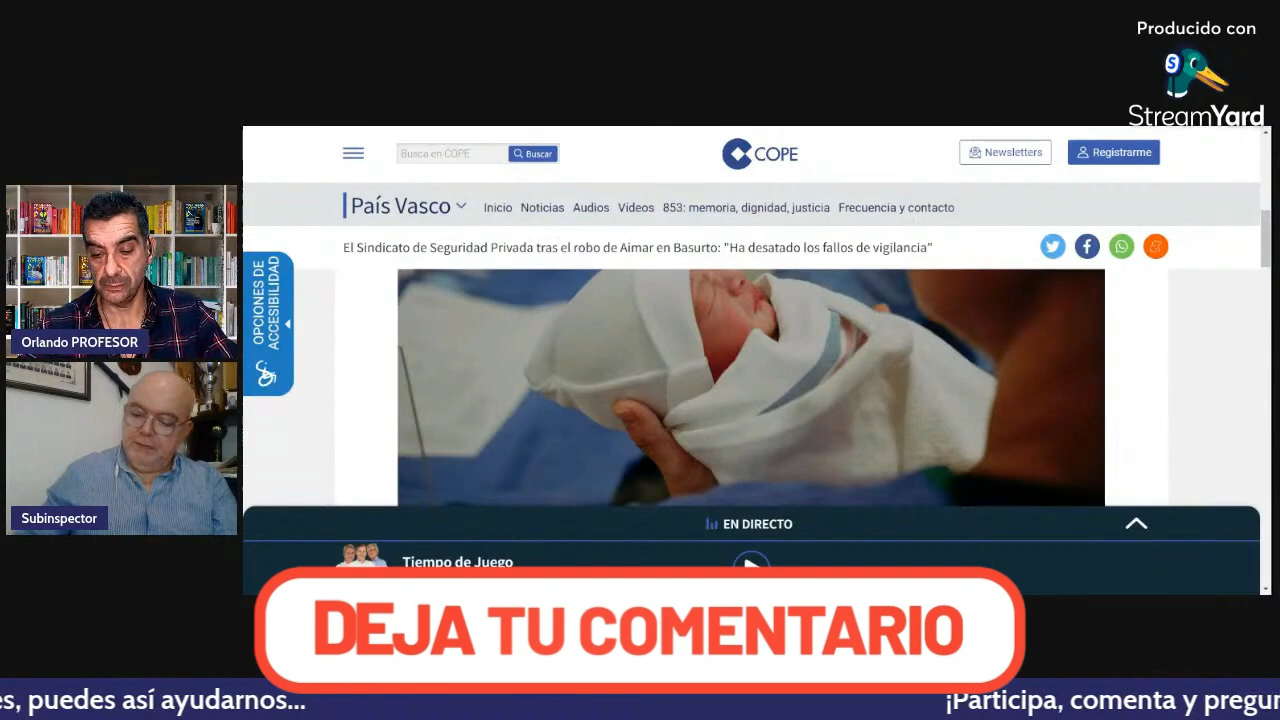 Producido con
StreamYard
Busca en COPE
Buscar
COPE
Newsletters
Registrarme
País Vasco
Inicio Noticias Audios Vídeos 853: memoria, dignidad, justicia Frecuencia y contacto
El Sindicato de Seguridad Privada tras el robo de Aimar en Basurto: "Ha desatado los fallos de vigilancia"
OPCIONES DE
ACCESIBILIDAD
Orlando PROFESOR
Subinspector
EN DIRECTO
Tiempo de Juego
DEJA TU COMENTARIO
es, puedes así ayudarnos... ¡Participa, comenta y pregun